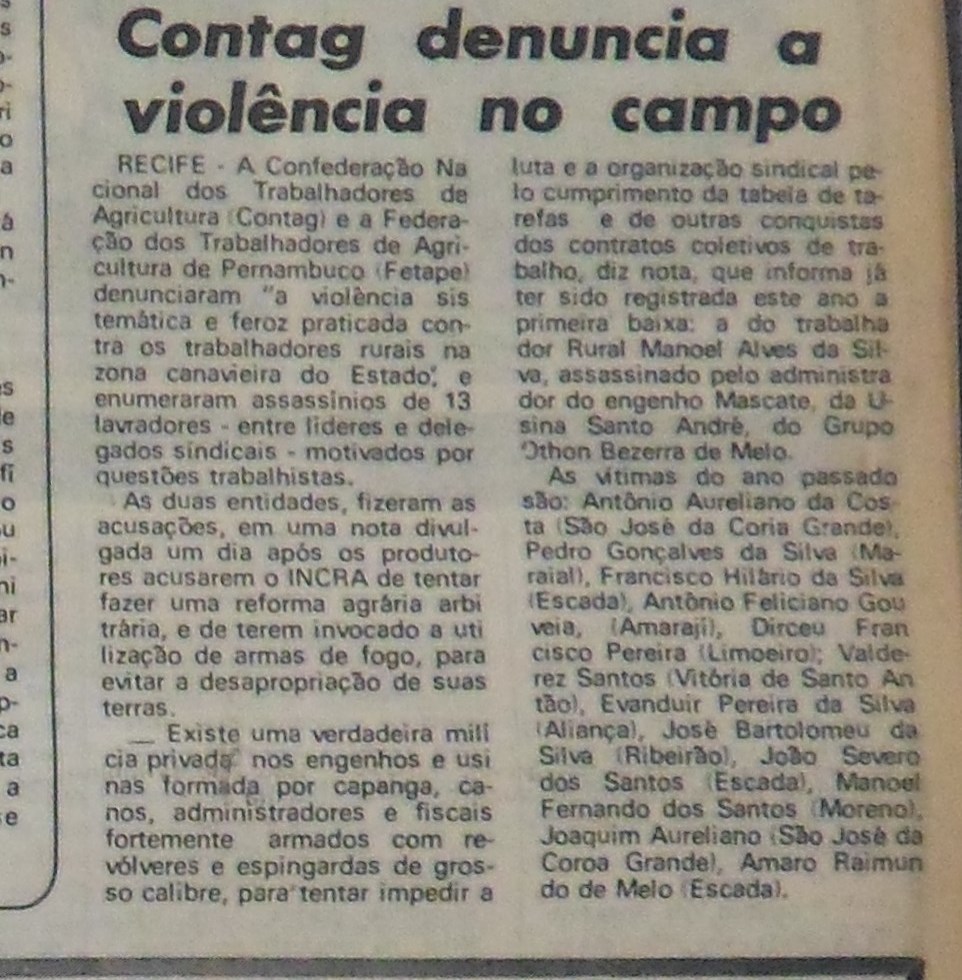 Contag denuncia a
violência no campo
RECIFE - A Confederação Na
cional dos Trabalhadores de
Agricultura (Contag) e a Federa-
ção dos Trabalhadores de Agri-
cultura de Pernambuco (Fetape)
denunciaram "a violência sis
temática e feroz praticada con-
tra os trabalhadores rurais na
zona canavieira do Estado", e
enumeraram assassínios de 13
lavradores - entre líderes e dele-
gados sindicais - motivados por
questões trabalhistas.
As duas entidades, fizeram as
acusações, em uma nota divul-
gada um dia após os produto-
res acusarem o INCRA de tentar
fazer uma reforma agrária arbi
trária, e de terem invocado a uti
lização de armas de fogo, para
evitar a desapropriação de suas
terras.
__ Existe uma verdadeira milí
cia privada" nos engenhos e usi
nas formada por capanga, ca-
nos, administradores e fiscais
fortemente armados com re-
vólveres e espingardas de gros-
so calibre, para tentar impedir a
luta e a organização sindical pe-
lo cumprimento da tabela de ta-
refas e de outras conquistas
dos contratos coletivos de tra-
balho, diz nota, que informa já
ter sido registrada este ano a
primeira baixa: a do trabalha
dor Rural Manoel Alves da Sil-
va, assassinado pelo administra
dor do engenho Mascate, da U-
sina Santo André, do Grupo
Othon Bezerra de Melo.
As vítimas do ano passado
são: Antônio Aureliano da Cos-
ta (São José da Coria Grande),
Pedro Gonçalves da Silva (Ma-
raial), Francisco Hilário da Silva
(Escada), Antônio Feliciano Gou
veia, (Amaraji), Dirceu Fran
cisco Pereira (Limoeiro); Valde-
rez Santos (Vitória de Santo An
tão), Evanduir Pereira da Silva
(Aliança), José Bartolomeu da
Silva (Ribeirão), João Severo
dos Santos (Escada), Manoel
Fernando dos Santos (Moreno),
Joaquim Aureliano (São José da
Coroa Grande), Amaro Raimun
do de Melo (Escada).